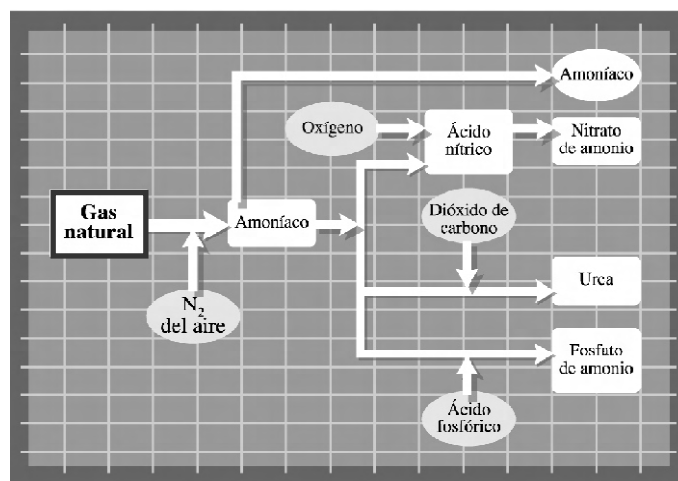 Amoníaco
Oxígeno
Ácido
nítrico
Nitrato
de amonio
Gas
natural
Amoníaco
Dióxido de
carbono
N₂
del aire
Urea
Fosfato
de amonio
Ácido
fosfórico